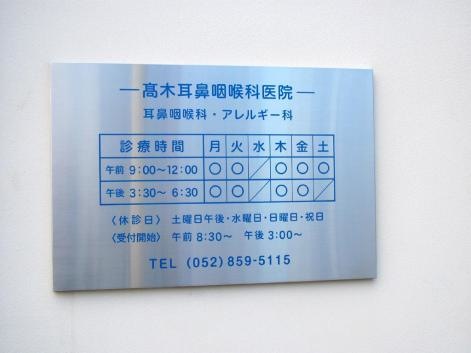 ―髙木耳鼻咽喉科医院―
耳鼻咽喉科・アレルギー科
診療時間 月 火 水 木 金 土
午前 9:00〜12:00 ○ ○ ／ ○ ○ ○
午後 3:30〜 6:30 ○ ○ ／ ○ ○ ／
〈休診日〉 土曜日午後・水曜日・日曜日・祝日
〈受付開始〉 午前 8:30〜 午後 3:00〜
TEL (052) 859-5115